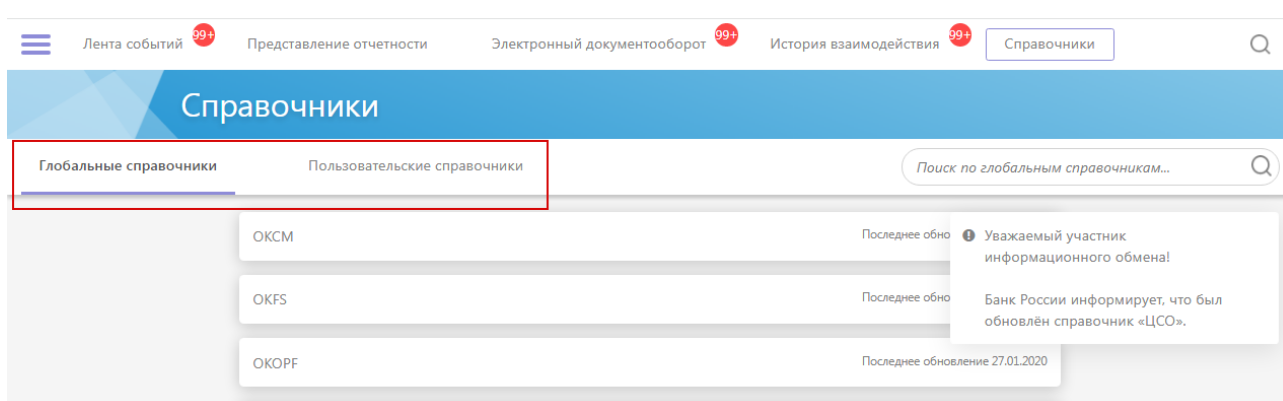 Лента событий 99+ Представление отчетности Электронный документооборот 99+ История взаимодействия 99+ Справочники
Справочники
Глобальные справочники Пользовательские справочники Поиск по глобальным справочникам...
ОКСМ Последнее обно
OKFS Последнее обно
OKOPF Последнее обновление 27.01.2020
Уважаемый участник
информационного обмена!
Банк России информирует, что был
обновлён справочник «ЦСО».